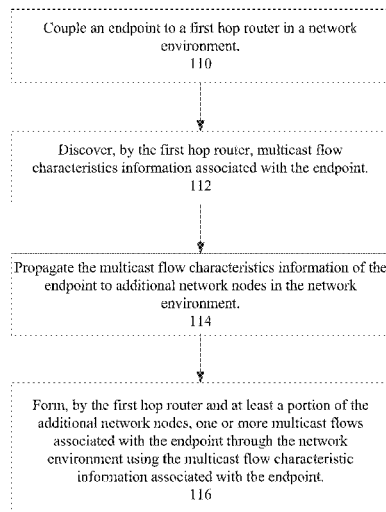 Couple an endpoint to a first hop router in a network
environment.
110
Discover, by the first hop router, multicast flow
characteristics information associated with the endpoint.
112
Propagate the multicast flow characteristics information of the
endpoint to additional network nodes in the network
environment.
114
Form, by the first hop router and at least a portion of the
additional network nodes, one or more multicast flows
associated with the endpoint through the network
environment using the multicast flow characteristic
information associated with the endpoint.
116